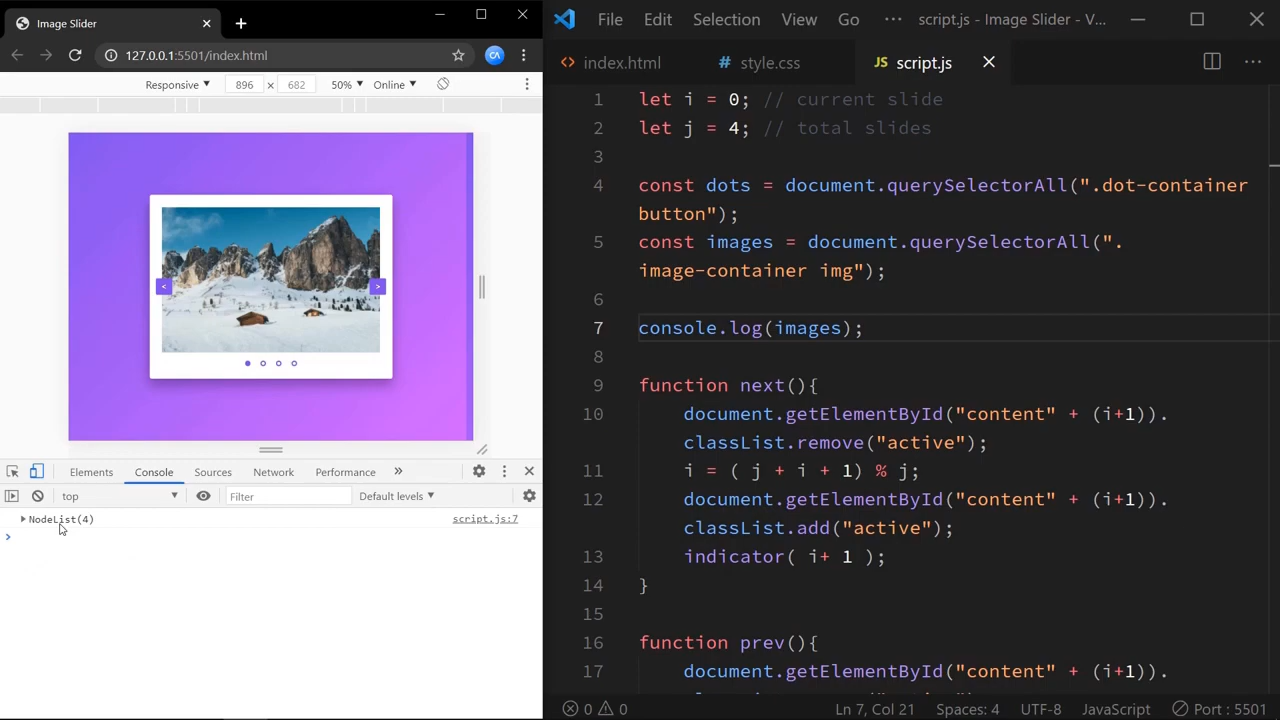 Image Slider
127.0.0.1:5501/index.html
CA
Responsive 896 x 682 50% Online
< >
Elements Console Sources Network Performance »
top Filter Default levels
NodeList(4) script.js:7
>
File Edit Selection View Go ··· script.js - Image Slider - V...
<> index.html # style.css JS script.js
1 let i = 0; // current slide
2 let j = 4; // total slides
3
4 const dots = document.querySelectorAll(".dot-container
button");
5 const images = document.querySelectorAll(".
image-container img");
6
7 console.log(images);
8
9 function next(){
10 document.getElementById("content" + (i+1)).
classList.remove("active");
11 i = ( j + i + 1) % j;
12 document.getElementById("content" + (i+1)).
classList.add("active");
13 indicator( i+ 1 );
14 }
15
16 function prev(){
17 document.getElementById("content" + (i+1)).
0 0 Ln 7, Col 21 Spaces: 4 UTF-8 JavaScript Port : 5501